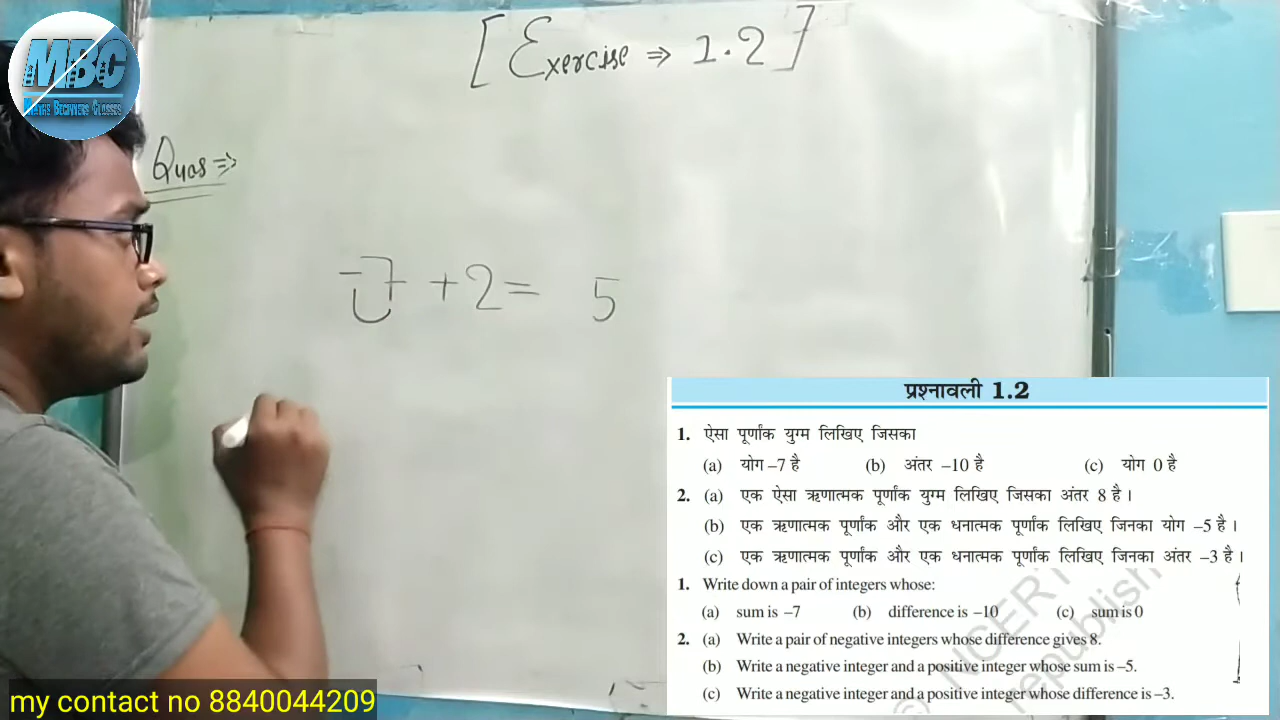 MBC
Maths Beginners Classes
[Exercise ⇒ 1.2]
Ques ⇒
-7 +2 = 5
प्रश्नावली 1.2
1. ऐसा पूर्णांक युग्म लिखिए जिसका
(a) योग –7 है (b) अंतर –10 है (c) योग 0 है
2. (a) एक ऐसा ऋणात्मक पूर्णांक युग्म लिखिए जिसका अंतर 8 है।
(b) एक ऋणात्मक पूर्णांक और एक धनात्मक पूर्णांक लिखिए जिनका योग –5 है।
(c) एक ऋणात्मक पूर्णांक और एक धनात्मक पूर्णांक लिखिए जिनका अंतर –3 है।
1. Write down a pair of integers whose:
(a) sum is –7 (b) difference is –10 (c) sum is 0
2. (a) Write a pair of negative integers whose difference gives 8.
(b) Write a negative integer and a positive integer whose sum is –5.
(c) Write a negative integer and a positive integer whose difference is –3.
© NCERT
republish
my contact no 8840044209